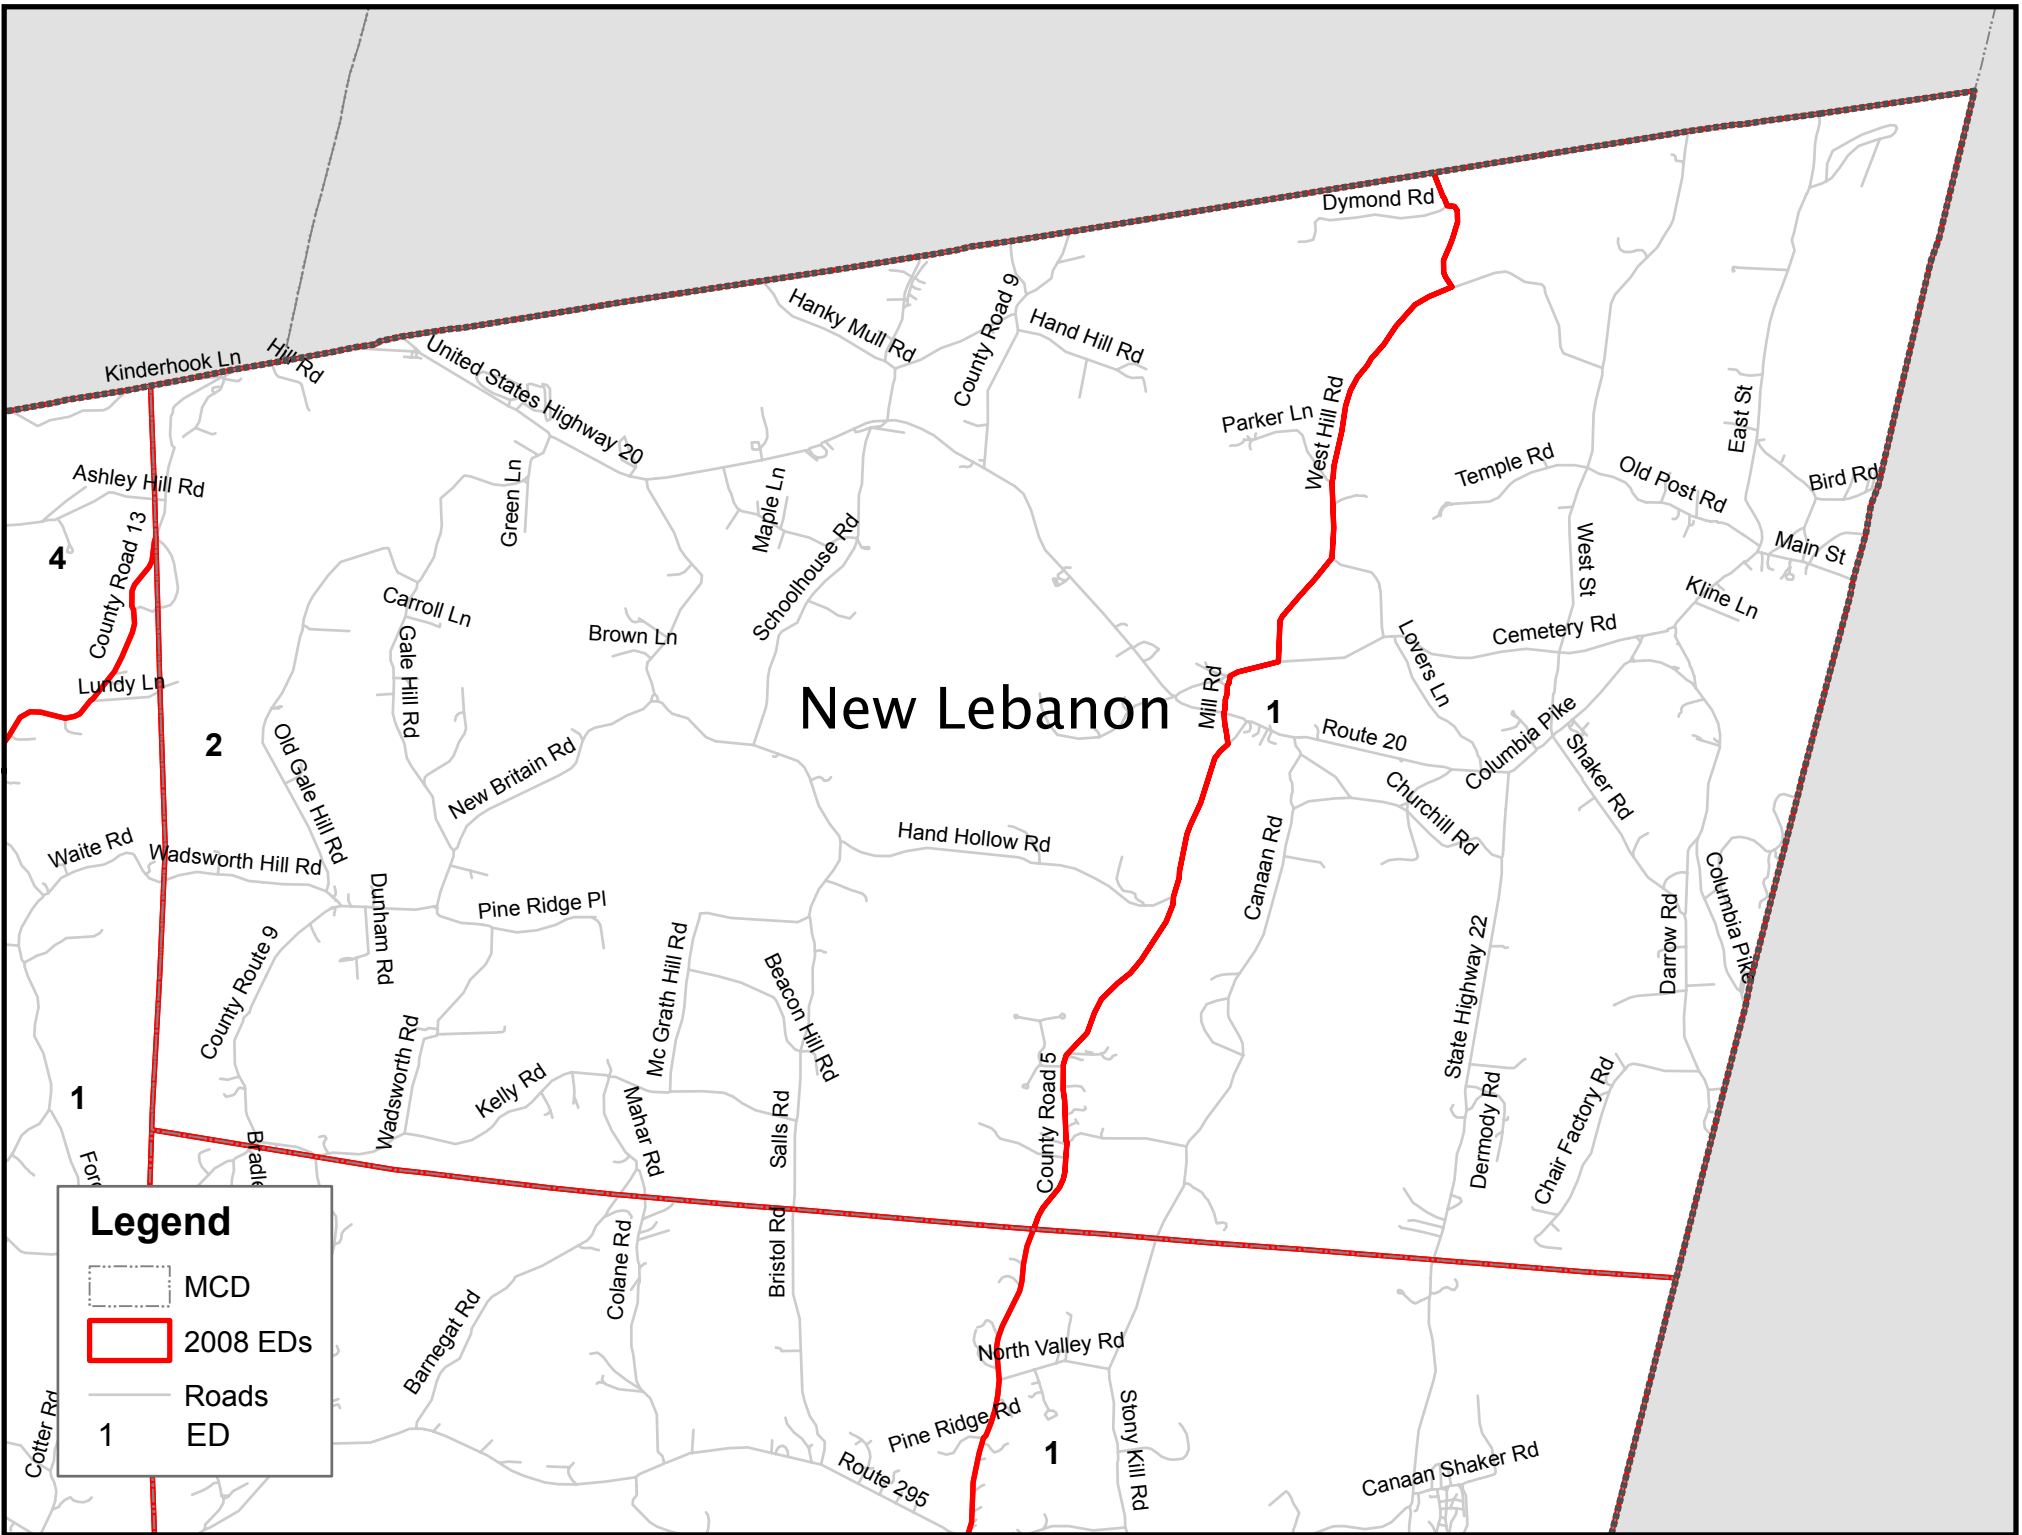 Dymond Rd
Hanky Mull Rd
County Road 9
Hand Hill Rd
Kinderhook Ln
Hill Rd
United States Highway 20
Parker Ln
West Hill Rd
East St
Ashley Hill Rd
Green Ln
Maple Ln
Temple Rd
Old Post Rd
Bird Rd
4
County Road 13
Schoolhouse Rd
West St
Main St
Carroll Ln
Gale Hill Rd
Brown Ln
Kline Ln
Lovers Ln
Cemetery Rd
Lundy Ln
New Lebanon
Mill Rd
1
2
Old Gale Hill Rd
New Britain Rd
Route 20
Columbia Pike
Shaker Rd
Churchill Rd
Waite Rd
Wadsworth Hill Rd
Hand Hollow Rd
Canaan Rd
Columbia Pike
Dunham Rd
Pine Ridge Pl
County Route 9
Mc Grath Hill Rd
Beacon Hill Rd
State Highway 22
Darrow Rd
Wadsworth Rd
Kelly Rd
Mahar Rd
Salls Rd
County Road 5
Dermody Rd
Chair Factory Rd
1
Bradle
Bristol Rd
Colane Rd
Barnegat Rd
North Valley Rd
Pine Ridge Rd
Stony Kill Rd
1
Route 295
Canaan Shaker Rd
Cotter Rd
Legend
MCD
2008 EDs
Roads
1 ED